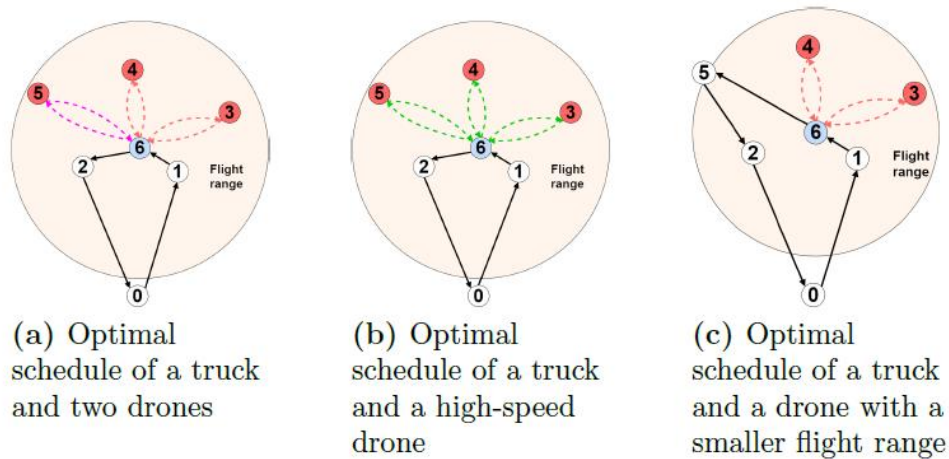 4
5
3
6
2
1
Flight
range
0
(a) Optimal
schedule of a truck
and two drones
4
5
3
6
2
1
Flight
range
0
(b) Optimal
schedule of a truck
and a high-speed
drone
4
5
3
6
2
1
Flight
range
0
(c) Optimal
schedule of a truck
and a drone with a
smaller flight range